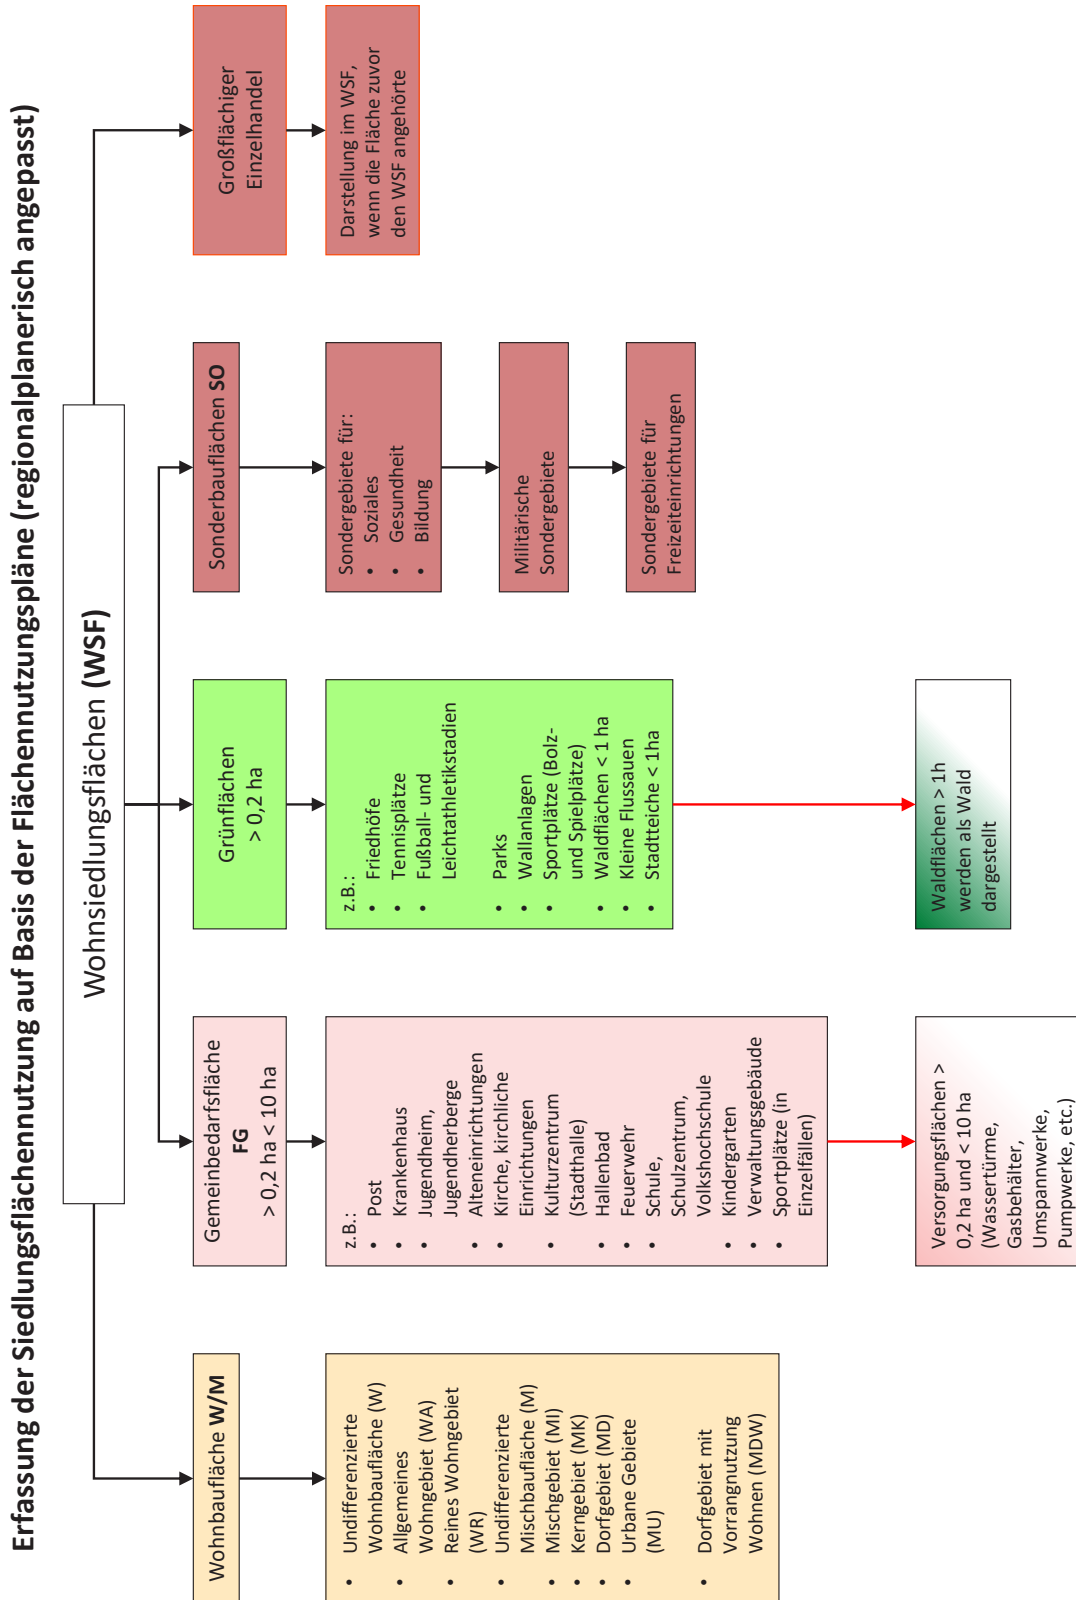 Erfassung der Siedlungsflächennutzung auf Basis der Flächennutzungspläne (regionalplanerisch angepasst)
Wohnsiedlungsflächen (WSF)
Wohnbaufläche W/M
• Undifferenzierte
Wohnbaufläche (W)
• Allgemeines
Wohngebiet (WA)
• Reines Wohngebiet
(WR)
• Undifferenzierte
Mischbaufläche (M)
• Mischgebiet (MI)
• Kerngebiet (MK)
• Dorfgebiet (MD)
• Urbane Gebiete
(MU)
• Dorfgebiet mit
Vorrangnutzung
Wohnen (MDW)
Gemeinbedarfsfläche
FG
> 0,2 ha < 10 ha
z.B.:
• Post
• Krankenhaus
• Jugendheim,
Jugendherberge
• Alteneinrichtungen
• Kirche, kirchliche
Einrichtungen
• Kulturzentrum
(Stadthalle)
• Hallenbad
• Feuerwehr
• Schule,
Schulzentrum,
Volkshochschule
• Kindergarten
• Verwaltungsgebäude
• Sportplätze (in
Einzelfällen)
Versorgungsflächen >
0,2 ha und < 10 ha
(Wassertürme,
Gasbehälter,
Umspannwerke,
Pumpwerke, etc.)
Grünflächen
> 0,2 ha
z.B.:
• Friedhöfe
• Tennisplätze
• Fußball- und
Leichtathletikstadien
• Parks
• Wallanlagen
• Sportplätze (Bolz-
und Spielplätze)
• Waldflächen < 1 ha
• Kleine Flussauen
• Stadtteiche < 1ha
Waldflächen > 1h
werden als Wald
dargestellt
Sonderbauflächen SO
Sondergebiete für:
• Soziales
• Gesundheit
• Bildung
Militärische
Sondergebiete
Sondergebiete für
Freizeiteinrichtungen
Großflächiger
Einzelhandel
Darstellung im WSF,
wenn die Fläche zuvor
den WSF angehörte